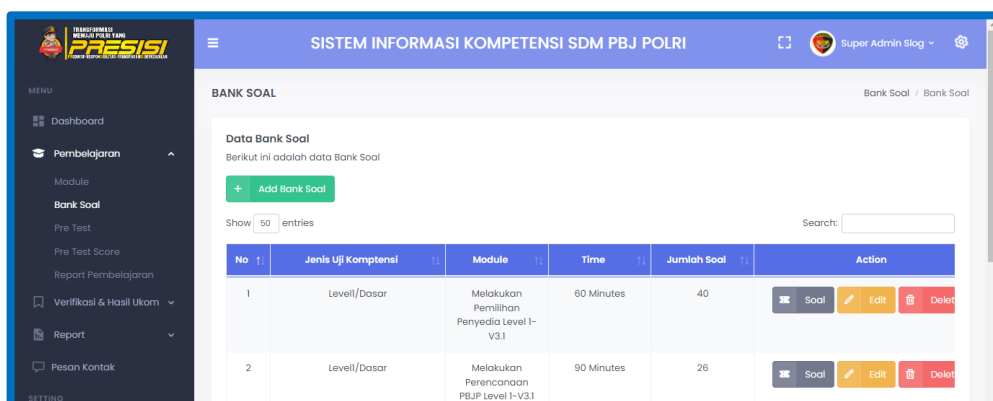 TRANSFORMASI
MENUJU POLRI YANG
PRESISI
SISTEM INFORMASI KOMPETENSI SDM PBJ POLRI
Super Admin Slog
MENU
Dashboard
Pembelajaran
Module
Bank Soal
Pre Test
Pre Test Score
Report Pembelajaran
Verifikasi & Hasil Ukom
Report
Pesan Kontak
SETTING
BANK SOAL
Bank Soal / Bank Soal
Data Bank Soal
Berikut ini adalah data Bank Soal
+ Add Bank Soal
Show 50 entries
Search:
No Jenis Uji Komptensi Module Time Jumlah Soal Action
1 Level1/Dasar Melakukan Pemilihan Penyedia Level 1-V3.1 60 Minutes 40 Soal Edit Delet
2 Level1/Dasar Melakukan Perencanaan PBJP Level 1-V3.1 90 Minutes 26 Soal Edit Delet